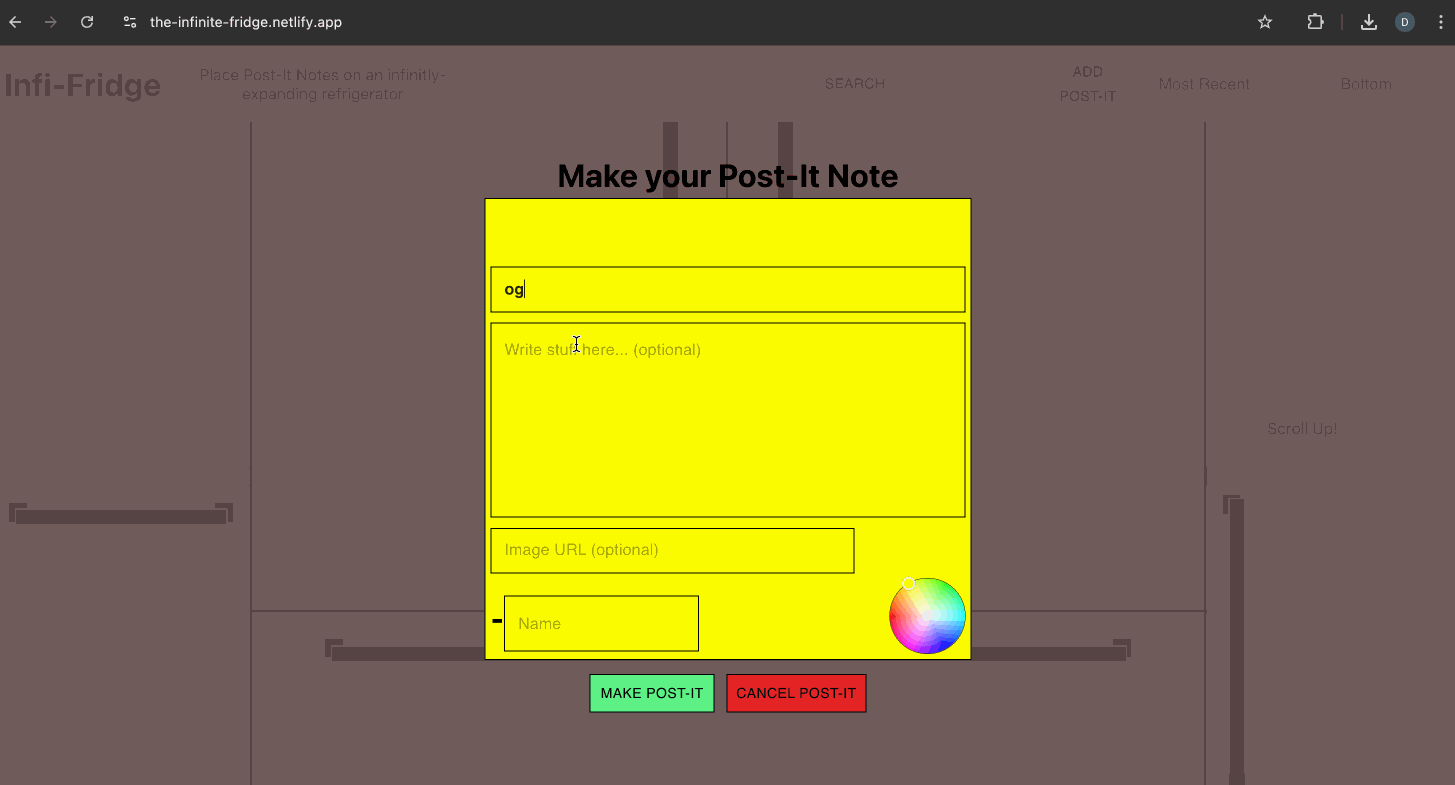 the-infinite-fridge.netlify.app
D
Infi-Fridge
Place Post-It Notes on an infinitly-
expanding refrigerator
SEARCH
ADD
POST-IT
Most Recent
Bottom
Make your Post-It Note
og
Write stuff here... (optional)
Scroll Up!
Image URL (optional)
-
Name
MAKE POST-IT
CANCEL POST-IT